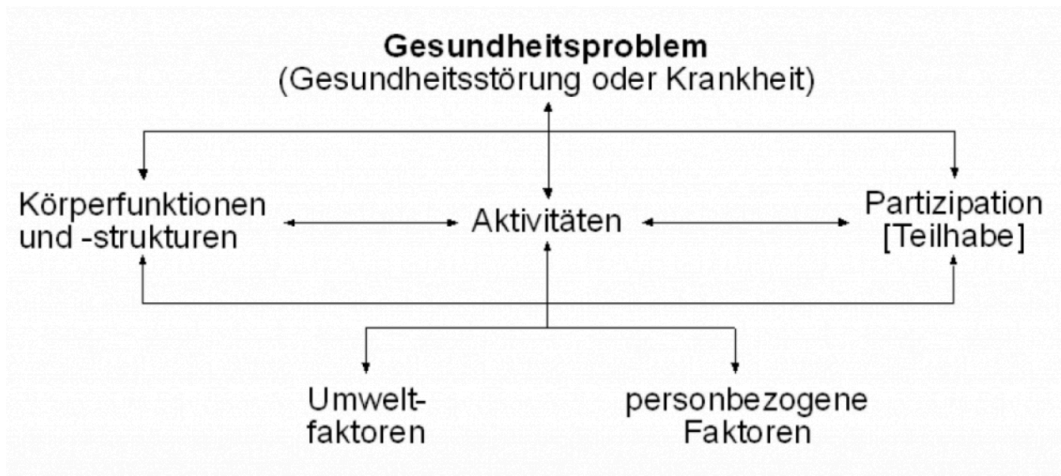 Gesundheitsproblem
(Gesundheitsstörung oder Krankheit)
Körperfunktionen
und -strukturen
Aktivitäten
Partizipation
[Teilhabe]
Umwelt-
faktoren
personbezogene
Faktoren